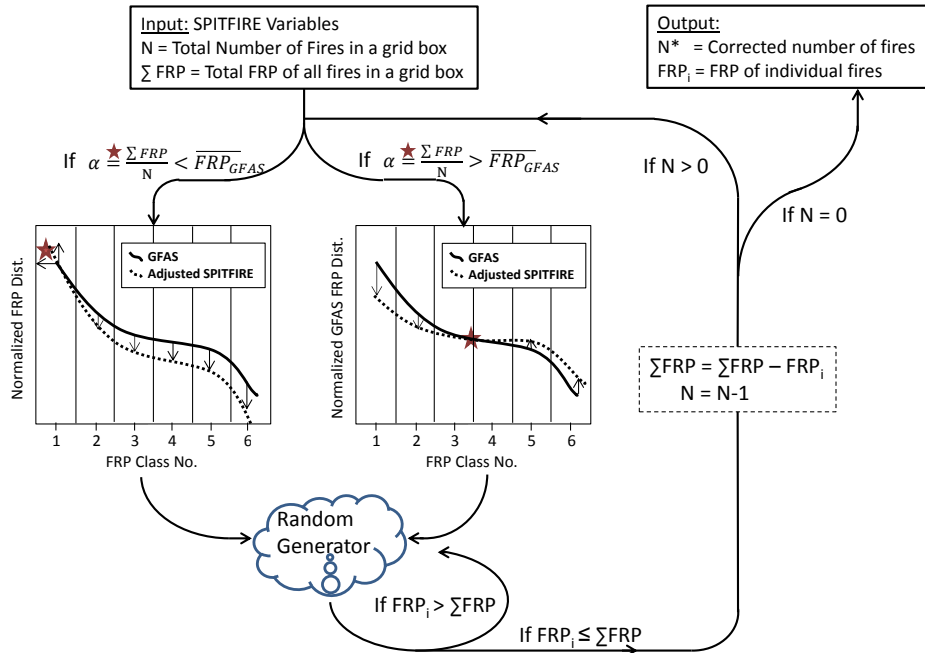 Input: SPITFIRE Variables
N = Total Number of Fires in a grid box
∑ FRP = Total FRP of all fires in a grid box
Output:
N* = Corrected number of fires
FRPi = FRP of individual fires
If α = ∑ FRP / N < FRP_GFAS
If α = ∑ FRP / N > FRP_GFAS
If N > 0
If N = 0
Normalized FRP Dist.
GFAS
Adjusted SPITFIRE
1 2 3 4 5 6
FRP Class No.
Normalized GFAS FRP Dist.
GFAS
Adjusted SPITFIRE
1 2 3 4 5 6
FRP Class No.
∑FRP = ∑FRP – FRPi
N = N-1
Random
Generator
If FRPi > ∑FRP
If FRPi ≤ ∑FRP